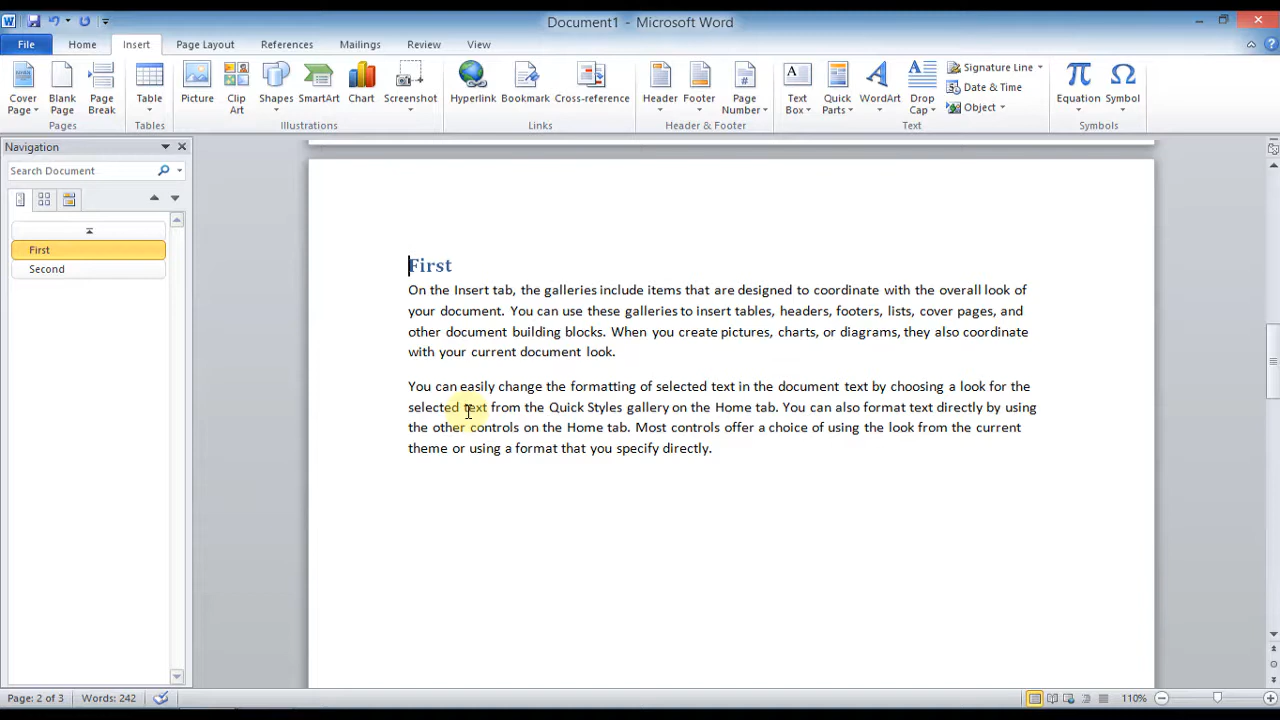 Document1 - Microsoft Word
File Home Insert Page Layout References Mailings Review View
Cover Page Blank Page Page Break Table Picture Clip Art Shapes SmartArt Chart Screenshot Hyperlink Bookmark Cross-reference Header Footer Page Number Text Box Quick Parts WordArt Drop Cap Signature Line Date & Time Object Equation Symbol
Pages Tables Illustrations Links Header & Footer Text Symbols
Navigation
Search Document
First
Second
First
On the Insert tab, the galleries include items that are designed to coordinate with the overall look of
your document. You can use these galleries to insert tables, headers, footers, lists, cover pages, and
other document building blocks. When you create pictures, charts, or diagrams, they also coordinate
with your current document look.
You can easily change the formatting of selected text in the document text by choosing a look for the
selected text from the Quick Styles gallery on the Home tab. You can also format text directly by using
the other controls on the Home tab. Most controls offer a choice of using the look from the current
theme or using a format that you specify directly.
Page: 2 of 3 Words: 242 110%